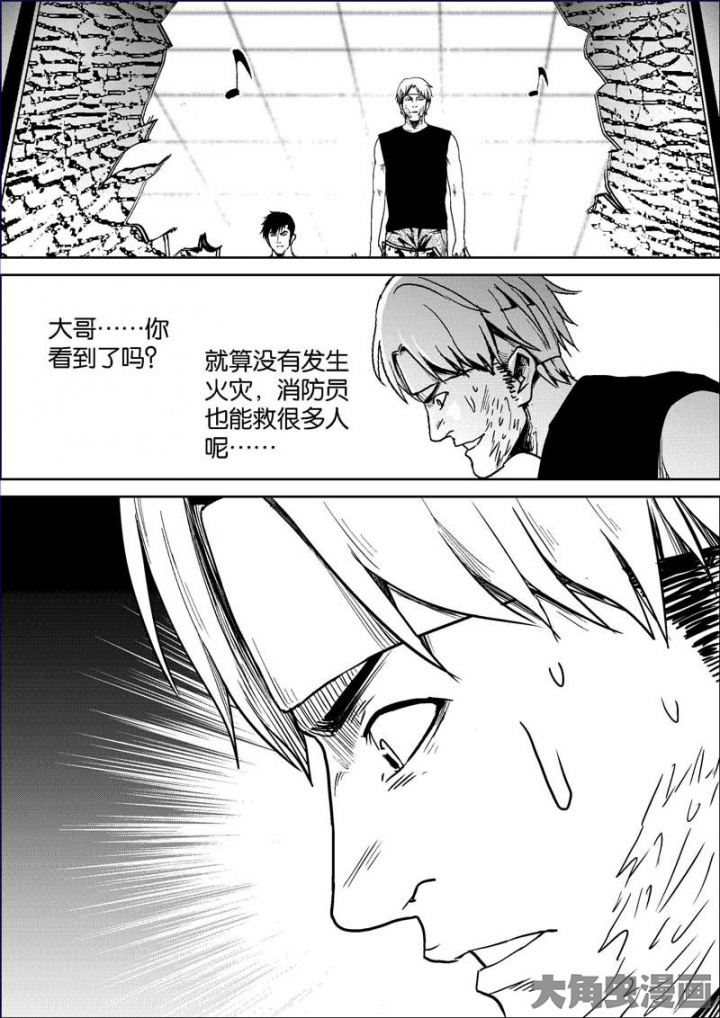 大哥……你
看到了吗？
就算没有发生
火灾，消防员
也能救很多人
呢……
大角虫漫画